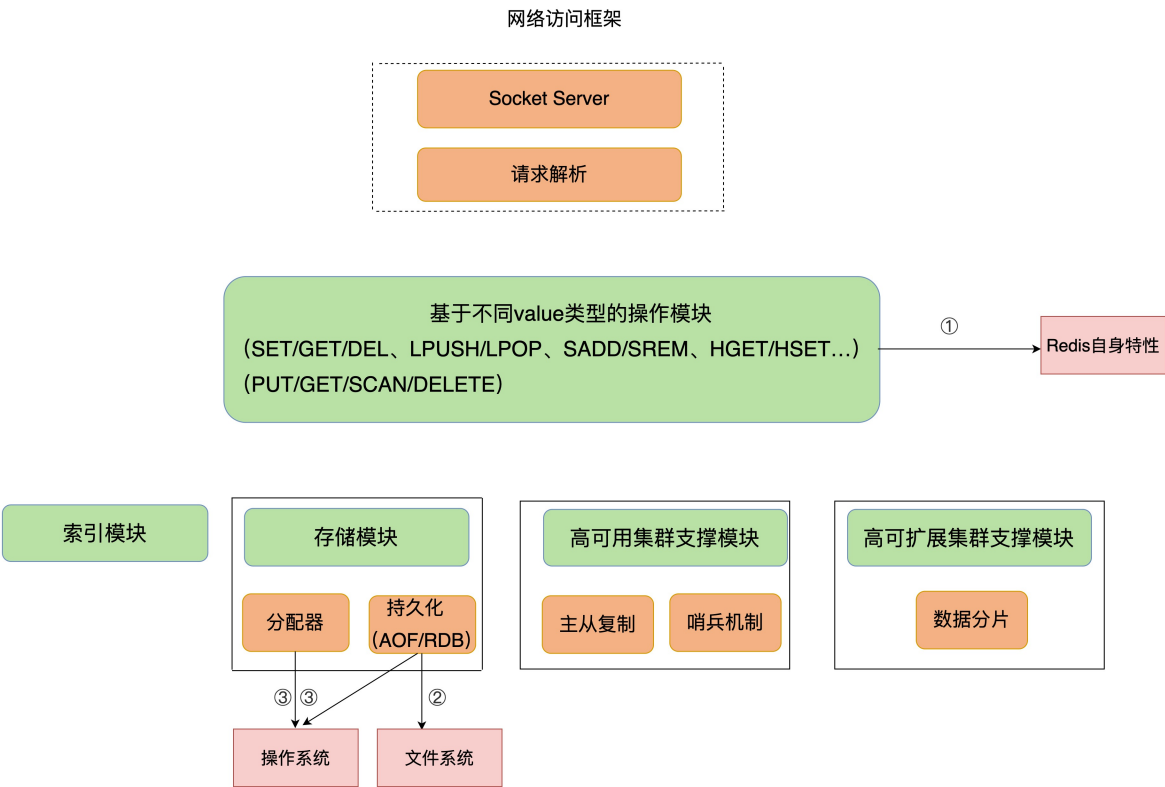 网络访问框架
Socket Server
请求解析
基于不同value类型的操作模块
（SET/GET/DEL、LPUSH/LPOP、SADD/SREM、HGET/HSET...）
（PUT/GET/SCAN/DELETE）
①
Redis自身特性
索引模块
存储模块
分配器
持久化
（AOF/RDB）
高可用集群支撑模块
主从复制
哨兵机制
高可扩展集群支撑模块
数据分片
③
③
②
操作系统
文件系统